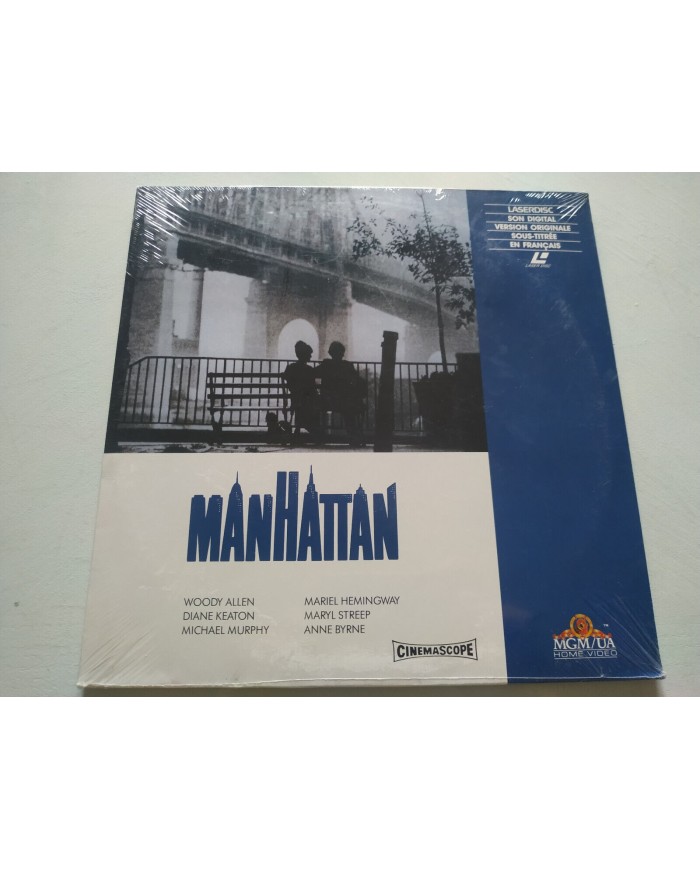 LASERDISC
SON DIGITAL
VERSION ORIGINALE
SOUS-TITRÉE
EN FRANÇAIS
MANHATTAN
WOODY ALLEN
DIANE KEATON
MICHAEL MURPHY
MARIEL HEMINGWAY
MARYL STREEP
ANNE BYRNE
CINEMASCOPE
TM
MGM/UA
HOME VIDEO